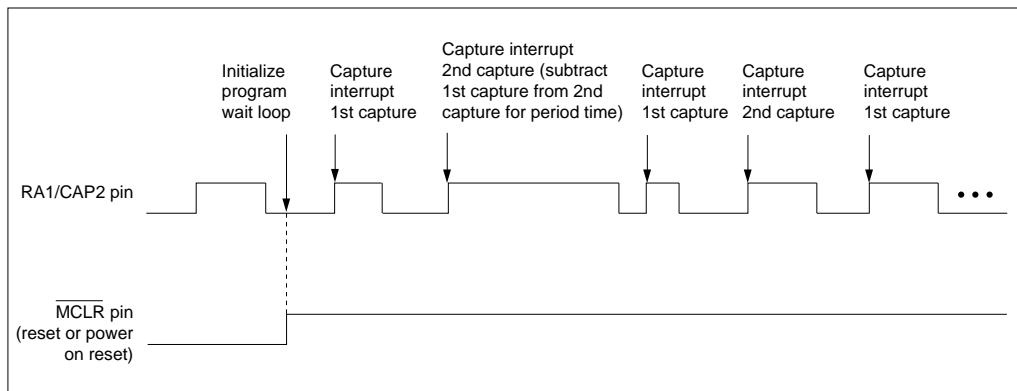 Initialize
program
wait loop
Capture
interrupt
1st capture
Capture interrupt
2nd capture (subtract
1st capture from 2nd
capture for period time)
Capture
interrupt
1st capture
Capture
interrupt
2nd capture
Capture
interrupt
1st capture
RA1/CAP2 pin
MCLR pin
(reset or power
on reset)